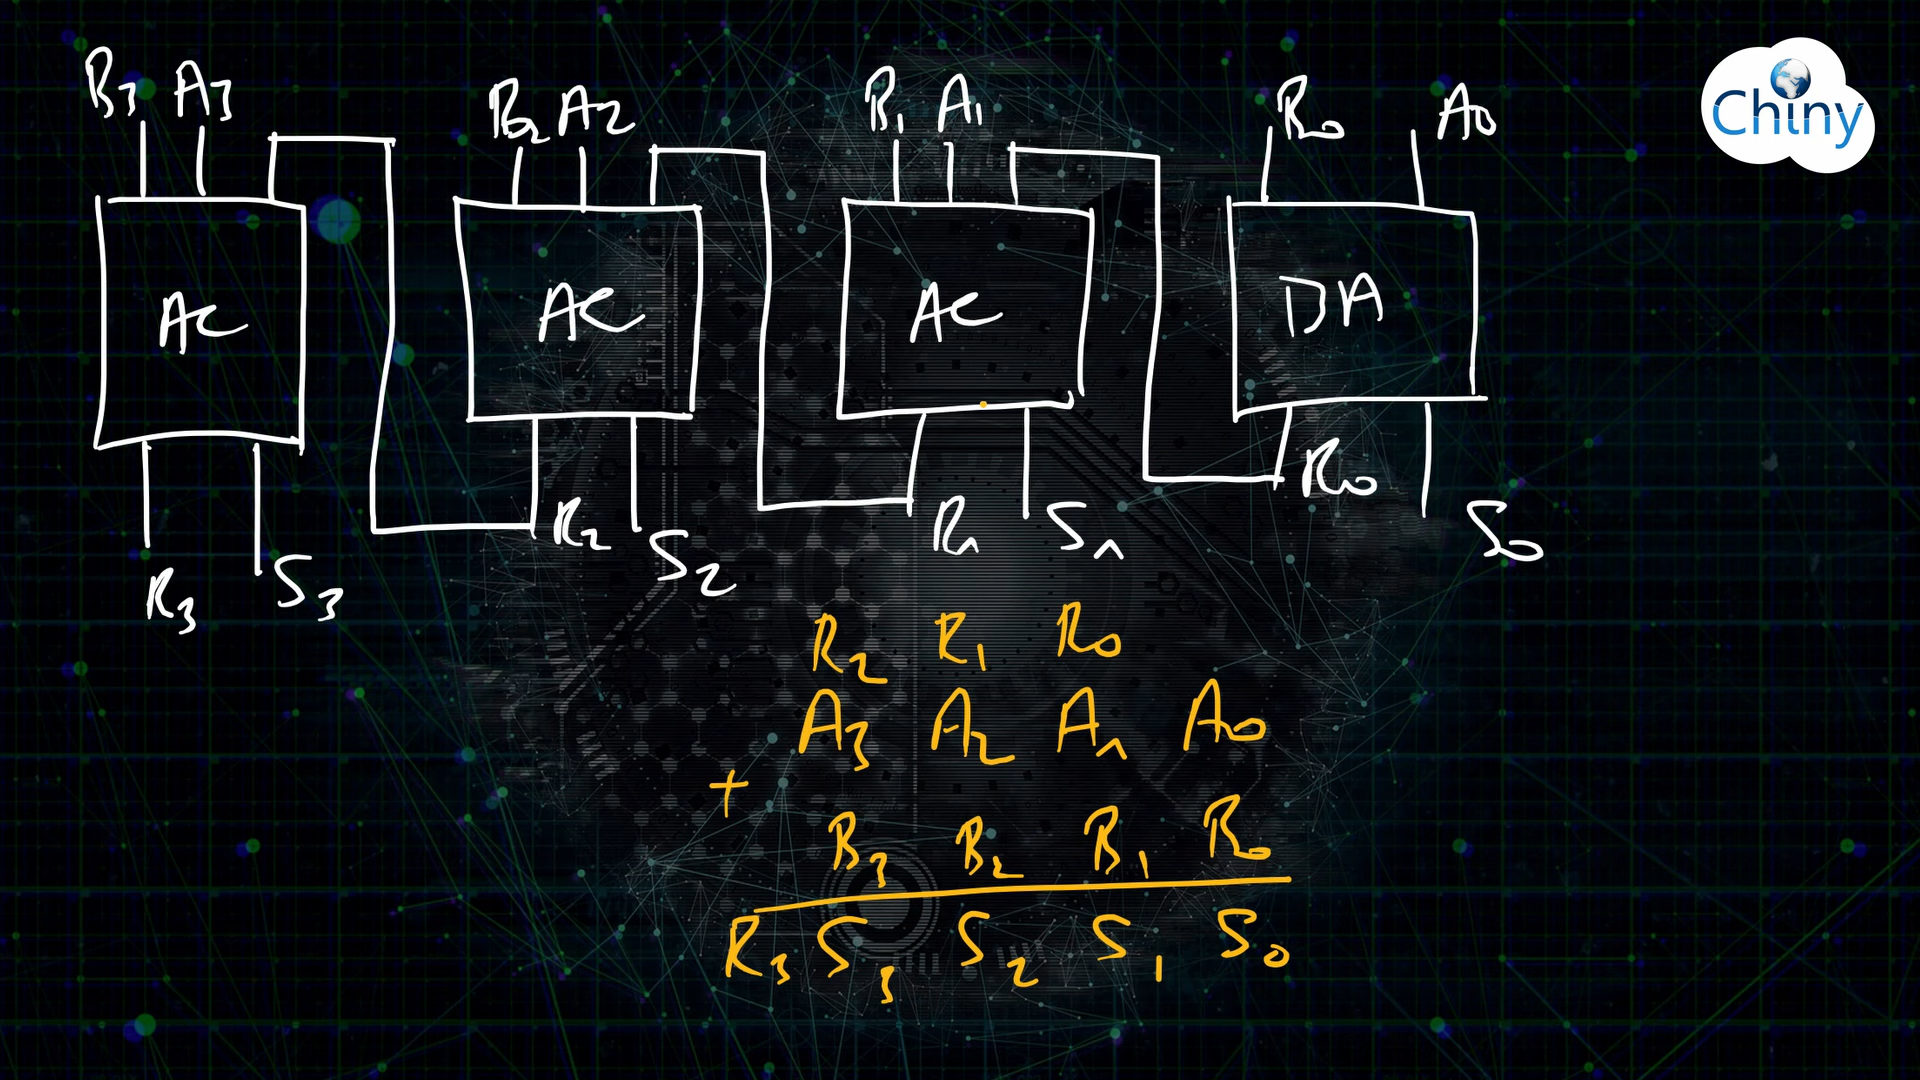 B3 A3 B2 A2 B1 A1 B0 A0
Chiny
AC AC AC DA
R3 S3 R2 S2 R1 S1 R0 S0
R2 R1 R0
A3 A2 A1 A0
+
B3 B2 B1 B0
R3 S3 S2 S1 S0